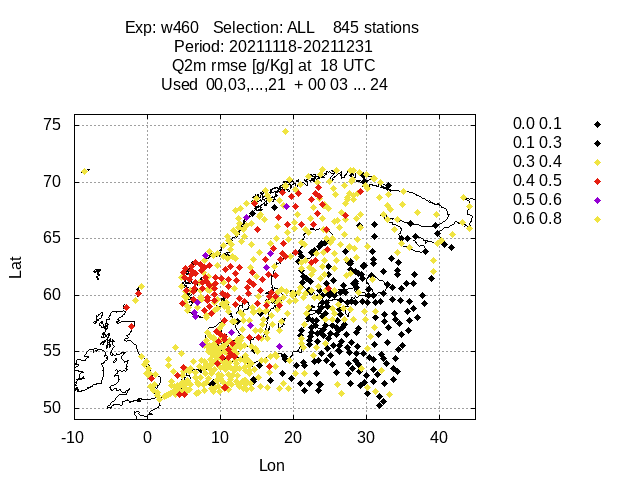 Exp: w460 Selection: ALL 845 stations
Period: 20211118-20211231
Q2m rmse [g/Kg] at 18 UTC
Used 00,03,...,21 + 00 03 ... 24
0.0 0.1
0.1 0.3
0.3 0.4
0.4 0.5
0.5 0.6
0.6 0.8
Lat
75
70
65
60
55
50
-10 0 10 20 30 40
Lon